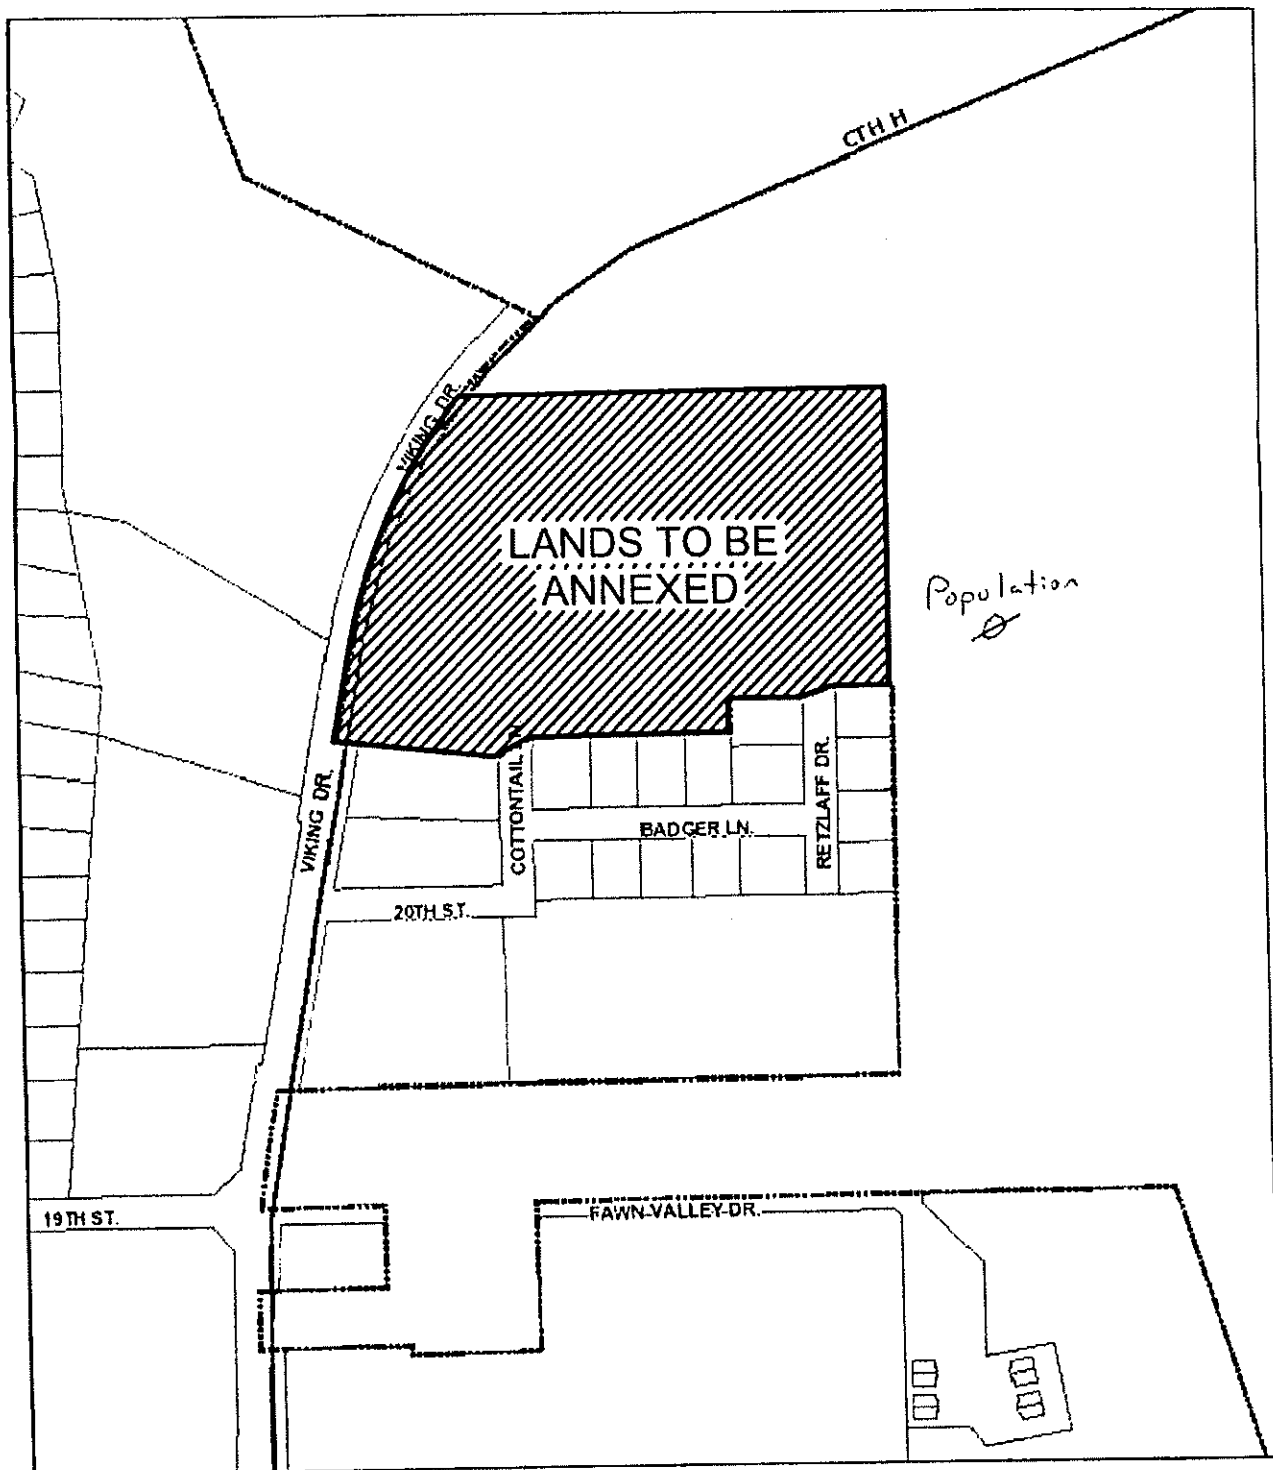 CTH H
VIKING DR.
LANDS TO BE
ANNEXED
Population
∅
VIKING DR.
COTTONTAIL
RETZLAFF DR.
BADGER LN.
20TH ST.
19TH ST.
FAWN VALLEY DR.